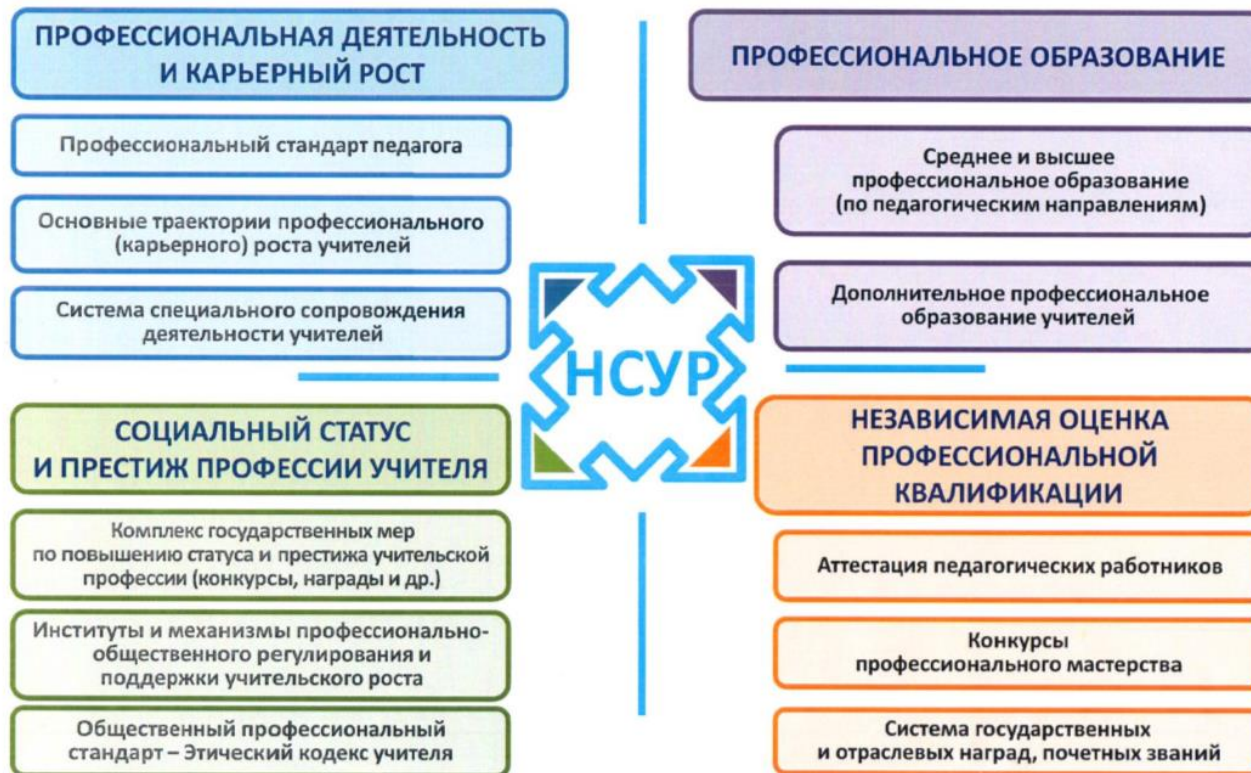 ПРОФЕССИОНАЛЬНАЯ ДЕЯТЕЛЬНОСТЬ
И КАРЬЕРНЫЙ РОСТ
Профессиональный стандарт педагога
Основные траектории профессионального
(карьерного) роста учителей
Система специального сопровождения
деятельности учителей
ПРОФЕССИОНАЛЬНОЕ ОБРАЗОВАНИЕ
Среднее и высшее
профессиональное образование
(по педагогическим направлениям)
Дополнительное профессиональное
образование учителей
НСУР
СОЦИАЛЬНЫЙ СТАТУС
И ПРЕСТИЖ ПРОФЕССИИ УЧИТЕЛЯ
Комплекс государственных мер
по повышению статуса и престижа учительской
профессии (конкурсы, награды и др.)
Институты и механизмы профессионально-
общественного регулирования и
поддержки учительского роста
Общественный профессиональный
стандарт – Этический кодекс учителя
НЕЗАВИСИМАЯ ОЦЕНКА
ПРОФЕССИОНАЛЬНОЙ
КВАЛИФИКАЦИИ
Аттестация педагогических работников
Конкурсы
профессионального мастерства
Система государственных
и отраслевых наград, почетных званий